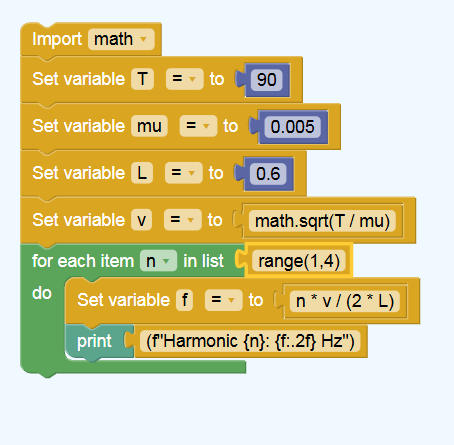 Import math
Set variable T = to 90
Set variable mu = to 0.005
Set variable L = to 0.6
Set variable v = to math.sqrt(T / mu)
for each item n in list range(1,4)
do
Set variable f = to n * v / (2 * L)
print (f"Harmonic {n}: {f:.2f} Hz")